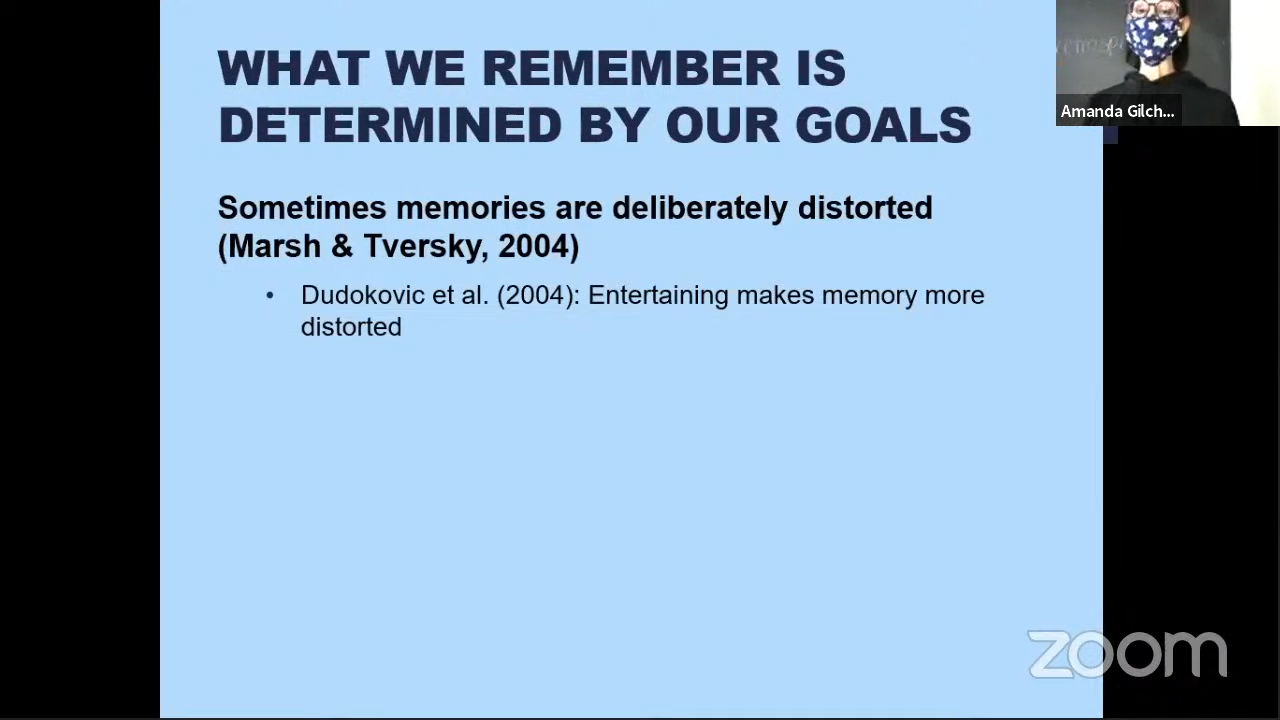 WHAT WE REMEMBER IS
DETERMINED BY OUR GOALS
Sometimes memories are deliberately distorted
(Marsh & Tversky, 2004)
• Dudokovic et al. (2004): Entertaining makes memory more
distorted
Amanda Gilch...
zoom